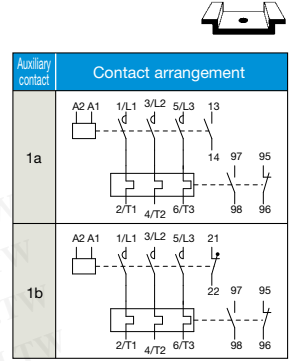 Auxiliary contact
Contact arrangement
1a
A2 A1 1/L1 3/L2 5/L3 13
14 97 95
2/T1 4/T2 6/T3 98 96
1b
A2 A1 1/L1 3/L2 5/L3 21
22 97 95
2/T1 4/T2 6/T3 98 96